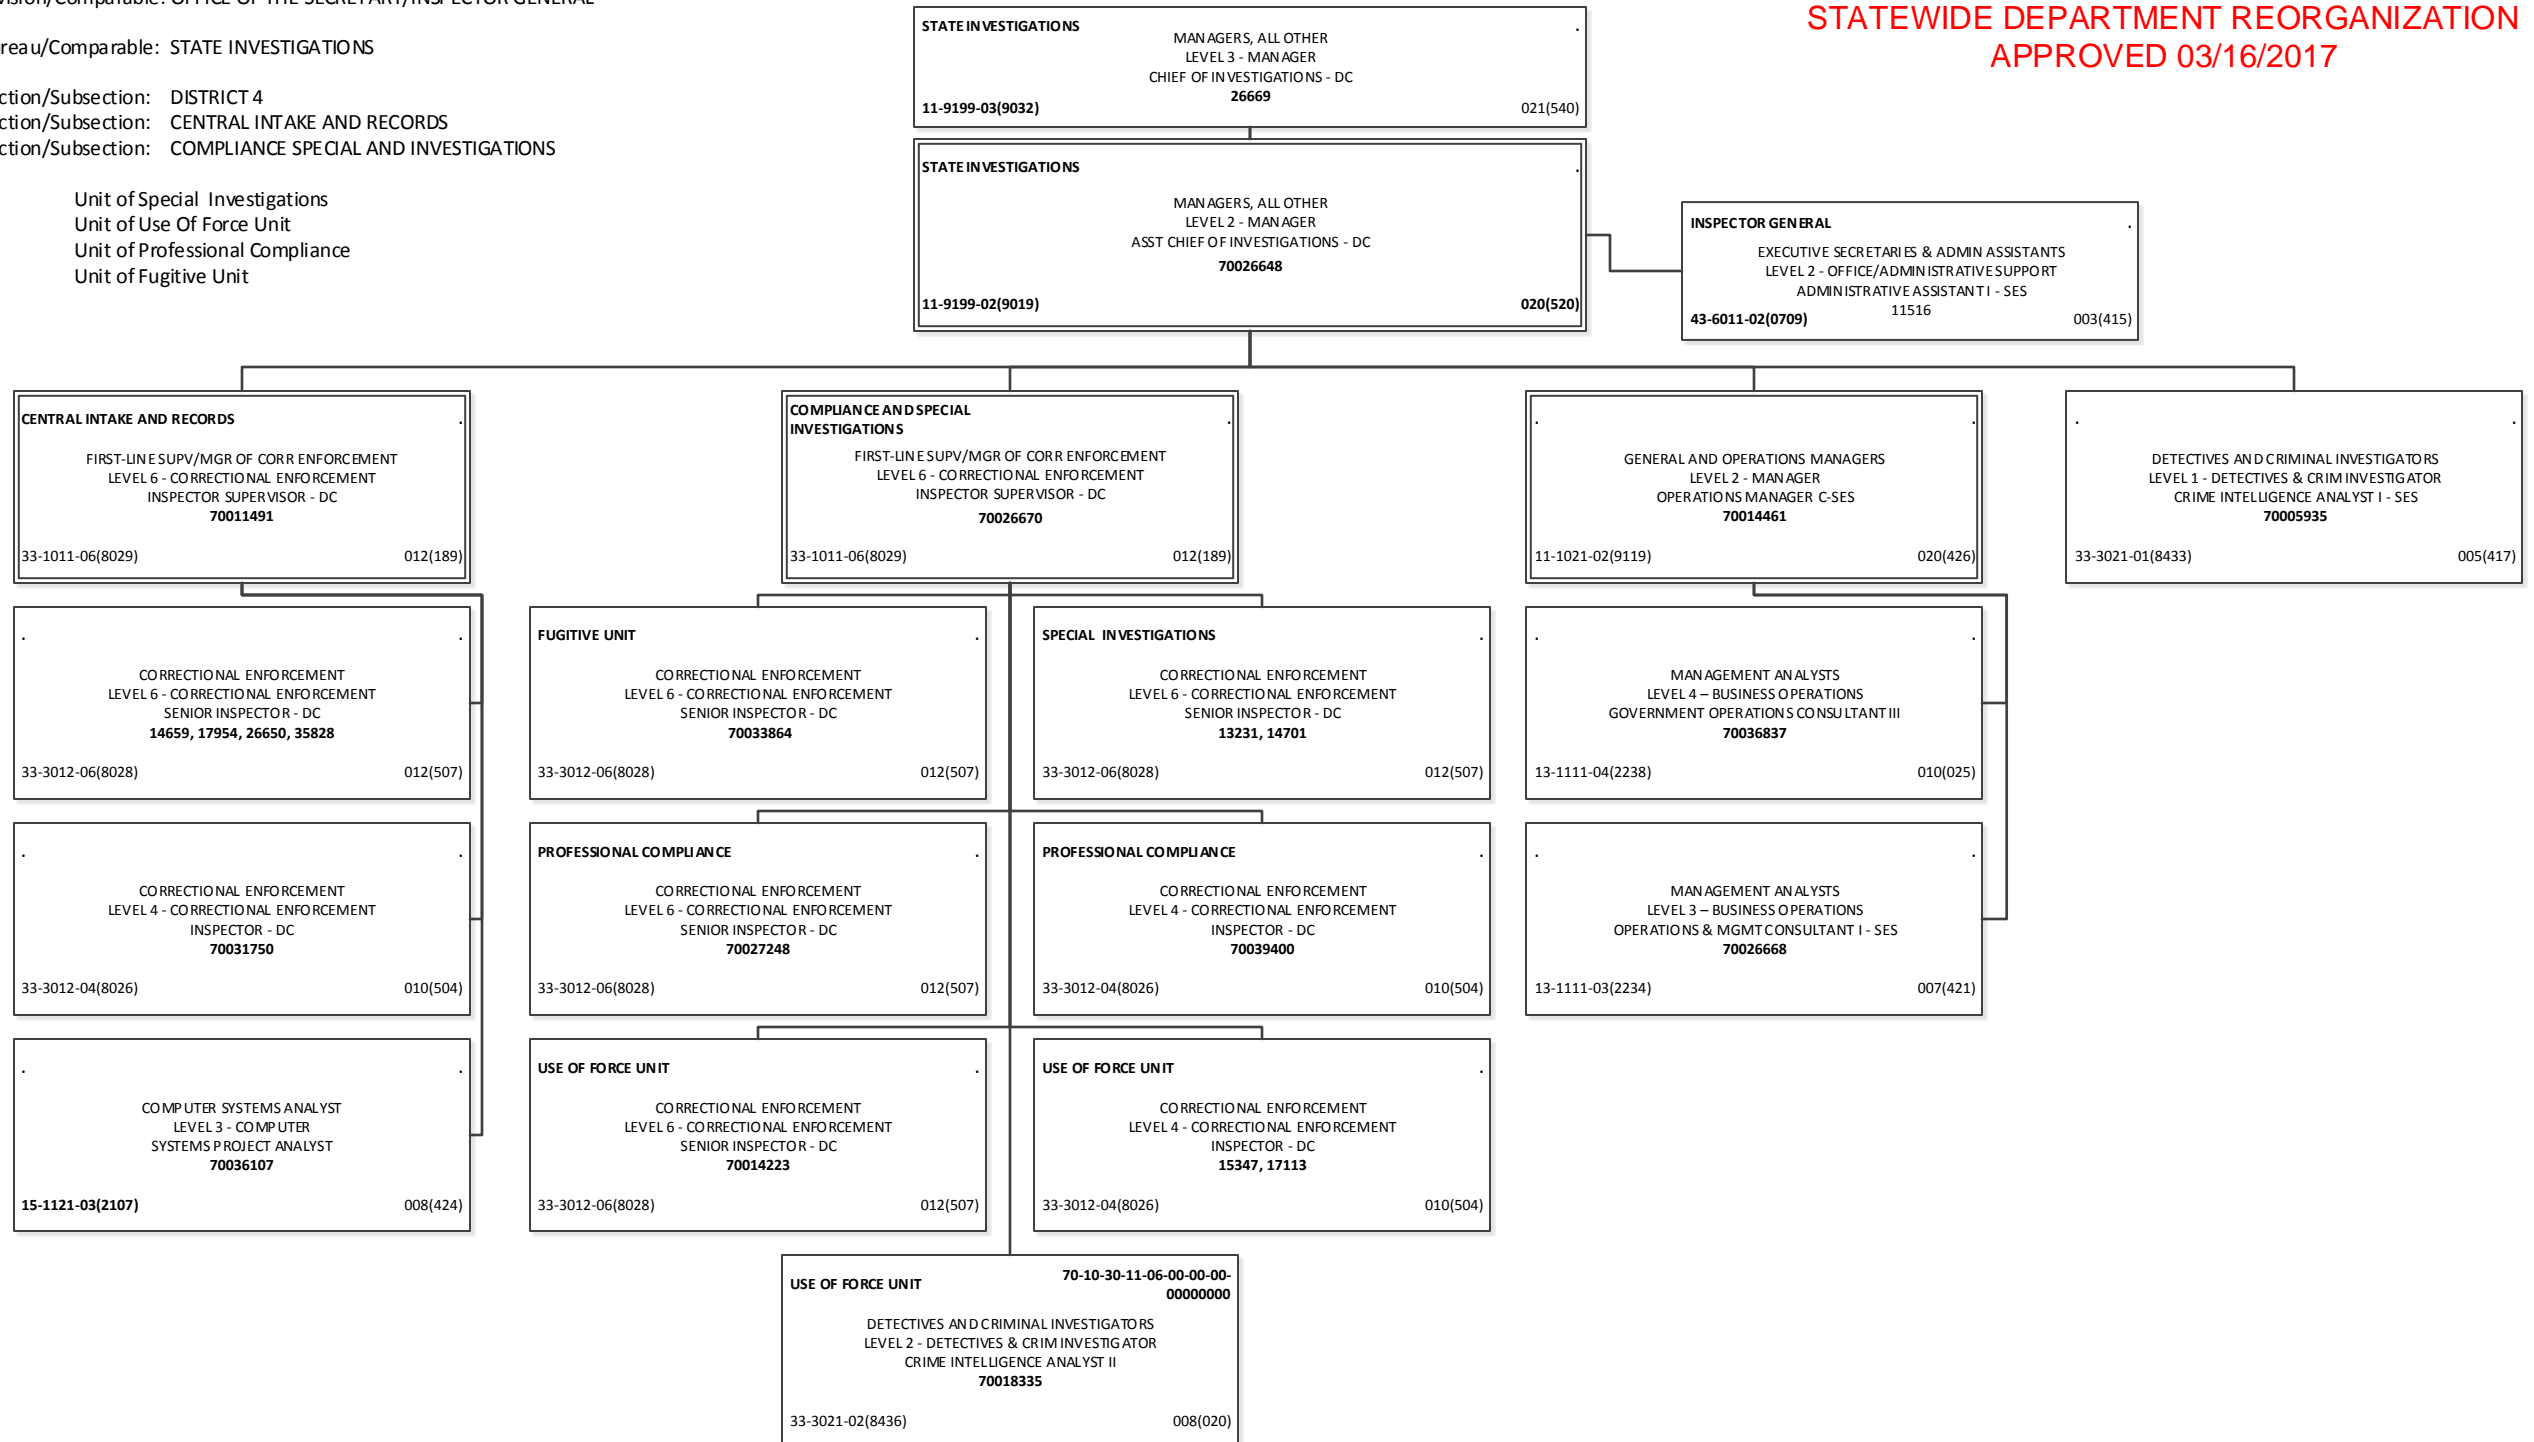 OFFICE OF THE SECRETARY/INSPECTOR GENERAL
STATE INVESTIGATIONS
DISTRICT 4
CENTRAL INTAKE AND RECORDS
COMPLIANCE SPECIAL AND INVESTIGATIONS
Unit of Special Investigations
Unit of Use Of Force Unit
Unit of Professional Compliance
Unit of Fugitive Unit
STATEWIDE DEPARTMENT REORGANIZATION
APPROVED 03/16/2017
STATE INVESTIGATIONS .
MANAGERS, ALL OTHER
LEVEL 3 - MANAGER
CHIEF OF INVESTIGATIONS - DC
26669
11-9199-03(9032) 021(540)
STATE INVESTIGATIONS .
MANAGERS, ALL OTHER
LEVEL 2 - MANAGER
ASST CHIEF OF INVESTIGATIONS - DC
70026648
11-9199-02(9019) 020(520)
INSPECTOR GENERAL .
EXECUTIVE SECRETARIES & ADMIN ASSISTANTS
LEVEL 2 - OFFICE/ADMINISTRATIVE SUPPORT
ADMINISTRATIVE ASSISTANT I - SES
11516
43-6011-02(0709) 003(415)
CENTRAL INTAKE AND RECORDS .
FIRST-LINE SUPV/MGR OF CORR ENFORCEMENT
LEVEL 6 - CORRECTIONAL ENFORCEMENT
INSPECTOR SUPERVISOR - DC
70011491
33-1011-06(8029) 012(189)
COMPLIANCE AND SPECIAL
INVESTIGATIONS .
FIRST-LINE SUPV/MGR OF CORR ENFORCEMENT
LEVEL 6 - CORRECTIONAL ENFORCEMENT
INSPECTOR SUPERVISOR - DC
70026670
33-1011-06(8029) 012(189)
. .
GENERAL AND OPERATIONS MANAGERS
LEVEL 2 - MANAGER
OPERATIONS MANAGER C-SES
70014461
11-1021-02(9119) 020(426)
. .
DETECTIVES AND CRIMINAL INVESTIGATORS
LEVEL 1 - DETECTIVES & CRIM INVESTIGATOR
CRIME INTELLIGENCE ANALYST I - SES
70005935
33-3021-01(8433) 005(417)
. .
CORRECTIONAL ENFORCEMENT
LEVEL 6 - CORRECTIONAL ENFORCEMENT
SENIOR INSPECTOR - DC
14659, 17954, 26650, 35828
33-3012-06(8028) 012(507)
FUGITIVE UNIT .
CORRECTIONAL ENFORCEMENT
LEVEL 6 - CORRECTIONAL ENFORCEMENT
SENIOR INSPECTOR - DC
70033864
33-3012-06(8028) 012(507)
SPECIAL INVESTIGATIONS .
CORRECTIONAL ENFORCEMENT
LEVEL 6 - CORRECTIONAL ENFORCEMENT
SENIOR INSPECTOR - DC
13231, 14701
33-3012-06(8028) 012(507)
. .
MANAGEMENT ANALYSTS
LEVEL 4 – BUSINESS OPERATIONS
GOVERNMENT OPERATIONS CONSULTANT III
70036837
13-1111-04(2238) 010(025)
. .
CORRECTIONAL ENFORCEMENT
LEVEL 4 - CORRECTIONAL ENFORCEMENT
INSPECTOR - DC
70031750
33-3012-04(8026) 010(504)
PROFESSIONAL COMPLIANCE .
CORRECTIONAL ENFORCEMENT
LEVEL 6 - CORRECTIONAL ENFORCEMENT
SENIOR INSPECTOR - DC
70027248
33-3012-06(8028) 012(507)
PROFESSIONAL COMPLIANCE .
CORRECTIONAL ENFORCEMENT
LEVEL 4 - CORRECTIONAL ENFORCEMENT
INSPECTOR - DC
70039400
33-3012-04(8026) 010(504)
. .
MANAGEMENT ANALYSTS
LEVEL 3 – BUSINESS OPERATIONS
OPERATIONS & MGMT CONSULTANT I - SES
70026668
13-1111-03(2234) 007(421)
. .
COMPUTER SYSTEMS ANALYST
LEVEL 3 - COMPUTER
SYSTEMS PROJECT ANALYST
70036107
15-1121-03(2107) 008(424)
USE OF FORCE UNIT .
CORRECTIONAL ENFORCEMENT
LEVEL 6 - CORRECTIONAL ENFORCEMENT
SENIOR INSPECTOR - DC
70014223
33-3012-06(8028) 012(507)
USE OF FORCE UNIT .
CORRECTIONAL ENFORCEMENT
LEVEL 4 - CORRECTIONAL ENFORCEMENT
INSPECTOR - DC
15347, 17113
33-3012-04(8026) 010(504)
USE OF FORCE UNIT 70-10-30-11-06-00-00-00-
00000000
DETECTIVES AND CRIMINAL INVESTIGATORS
LEVEL 2 - DETECTIVES & CRIM INVESTIGATOR
CRIME INTELLIGENCE ANALYST II
70018335
33-3021-02(8436) 008(020)